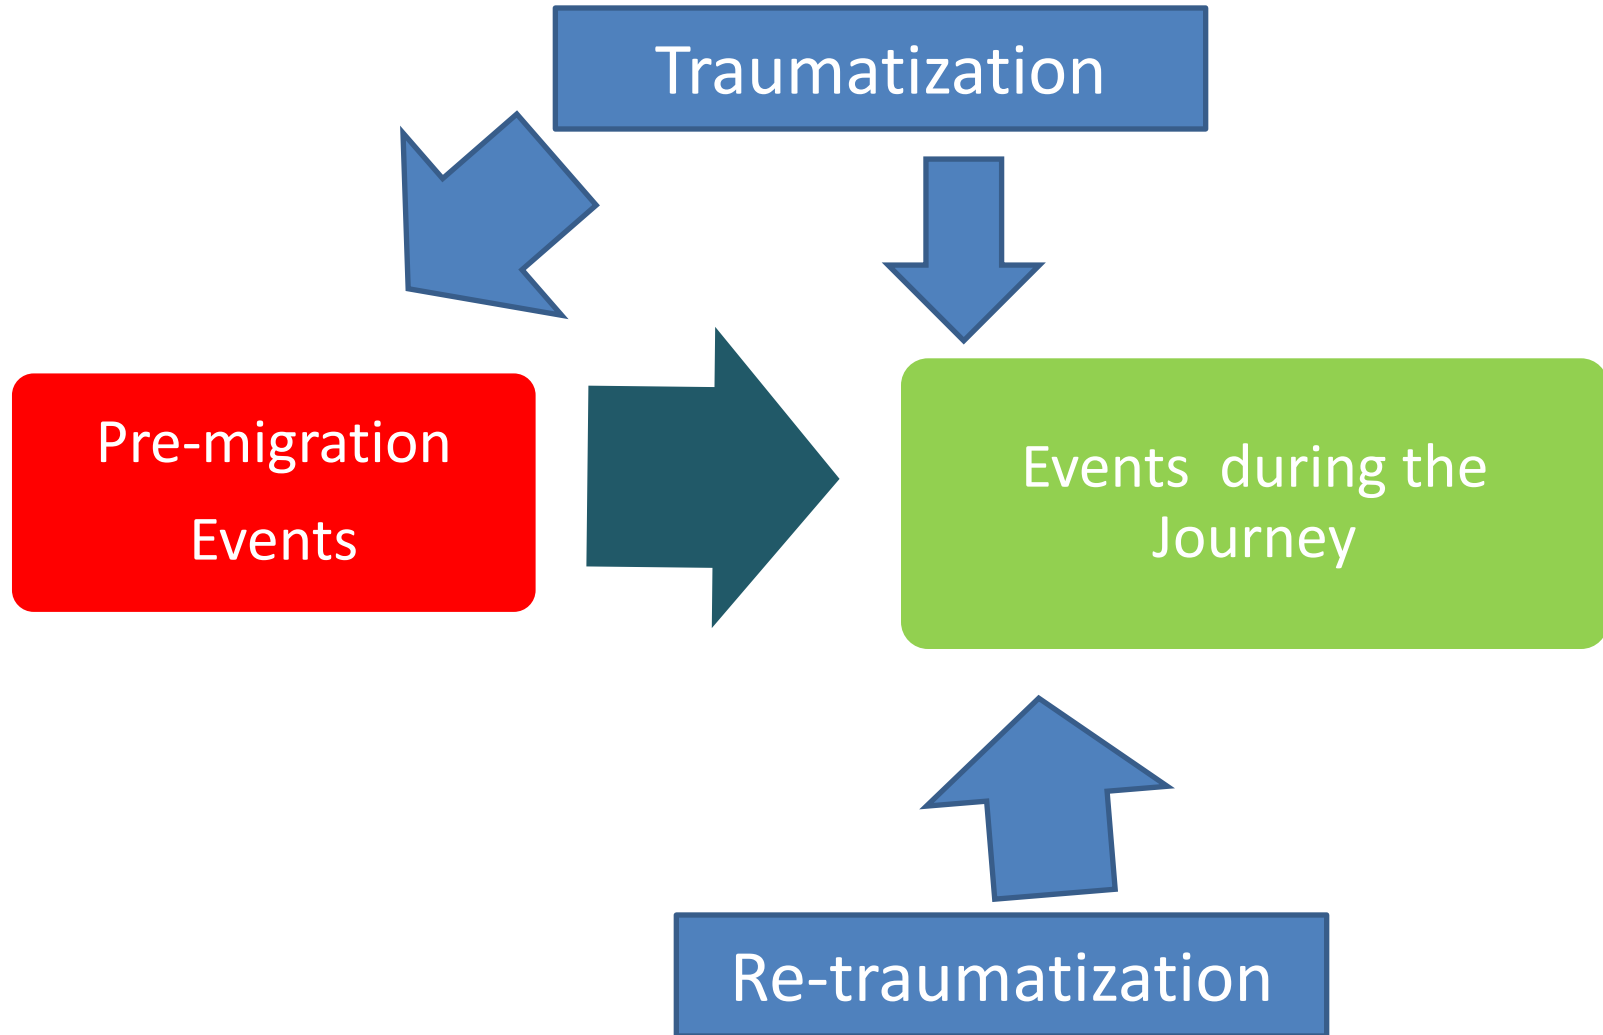 Traumatization
Pre-migration
Events
Events  during the
Journey
Re-traumatization